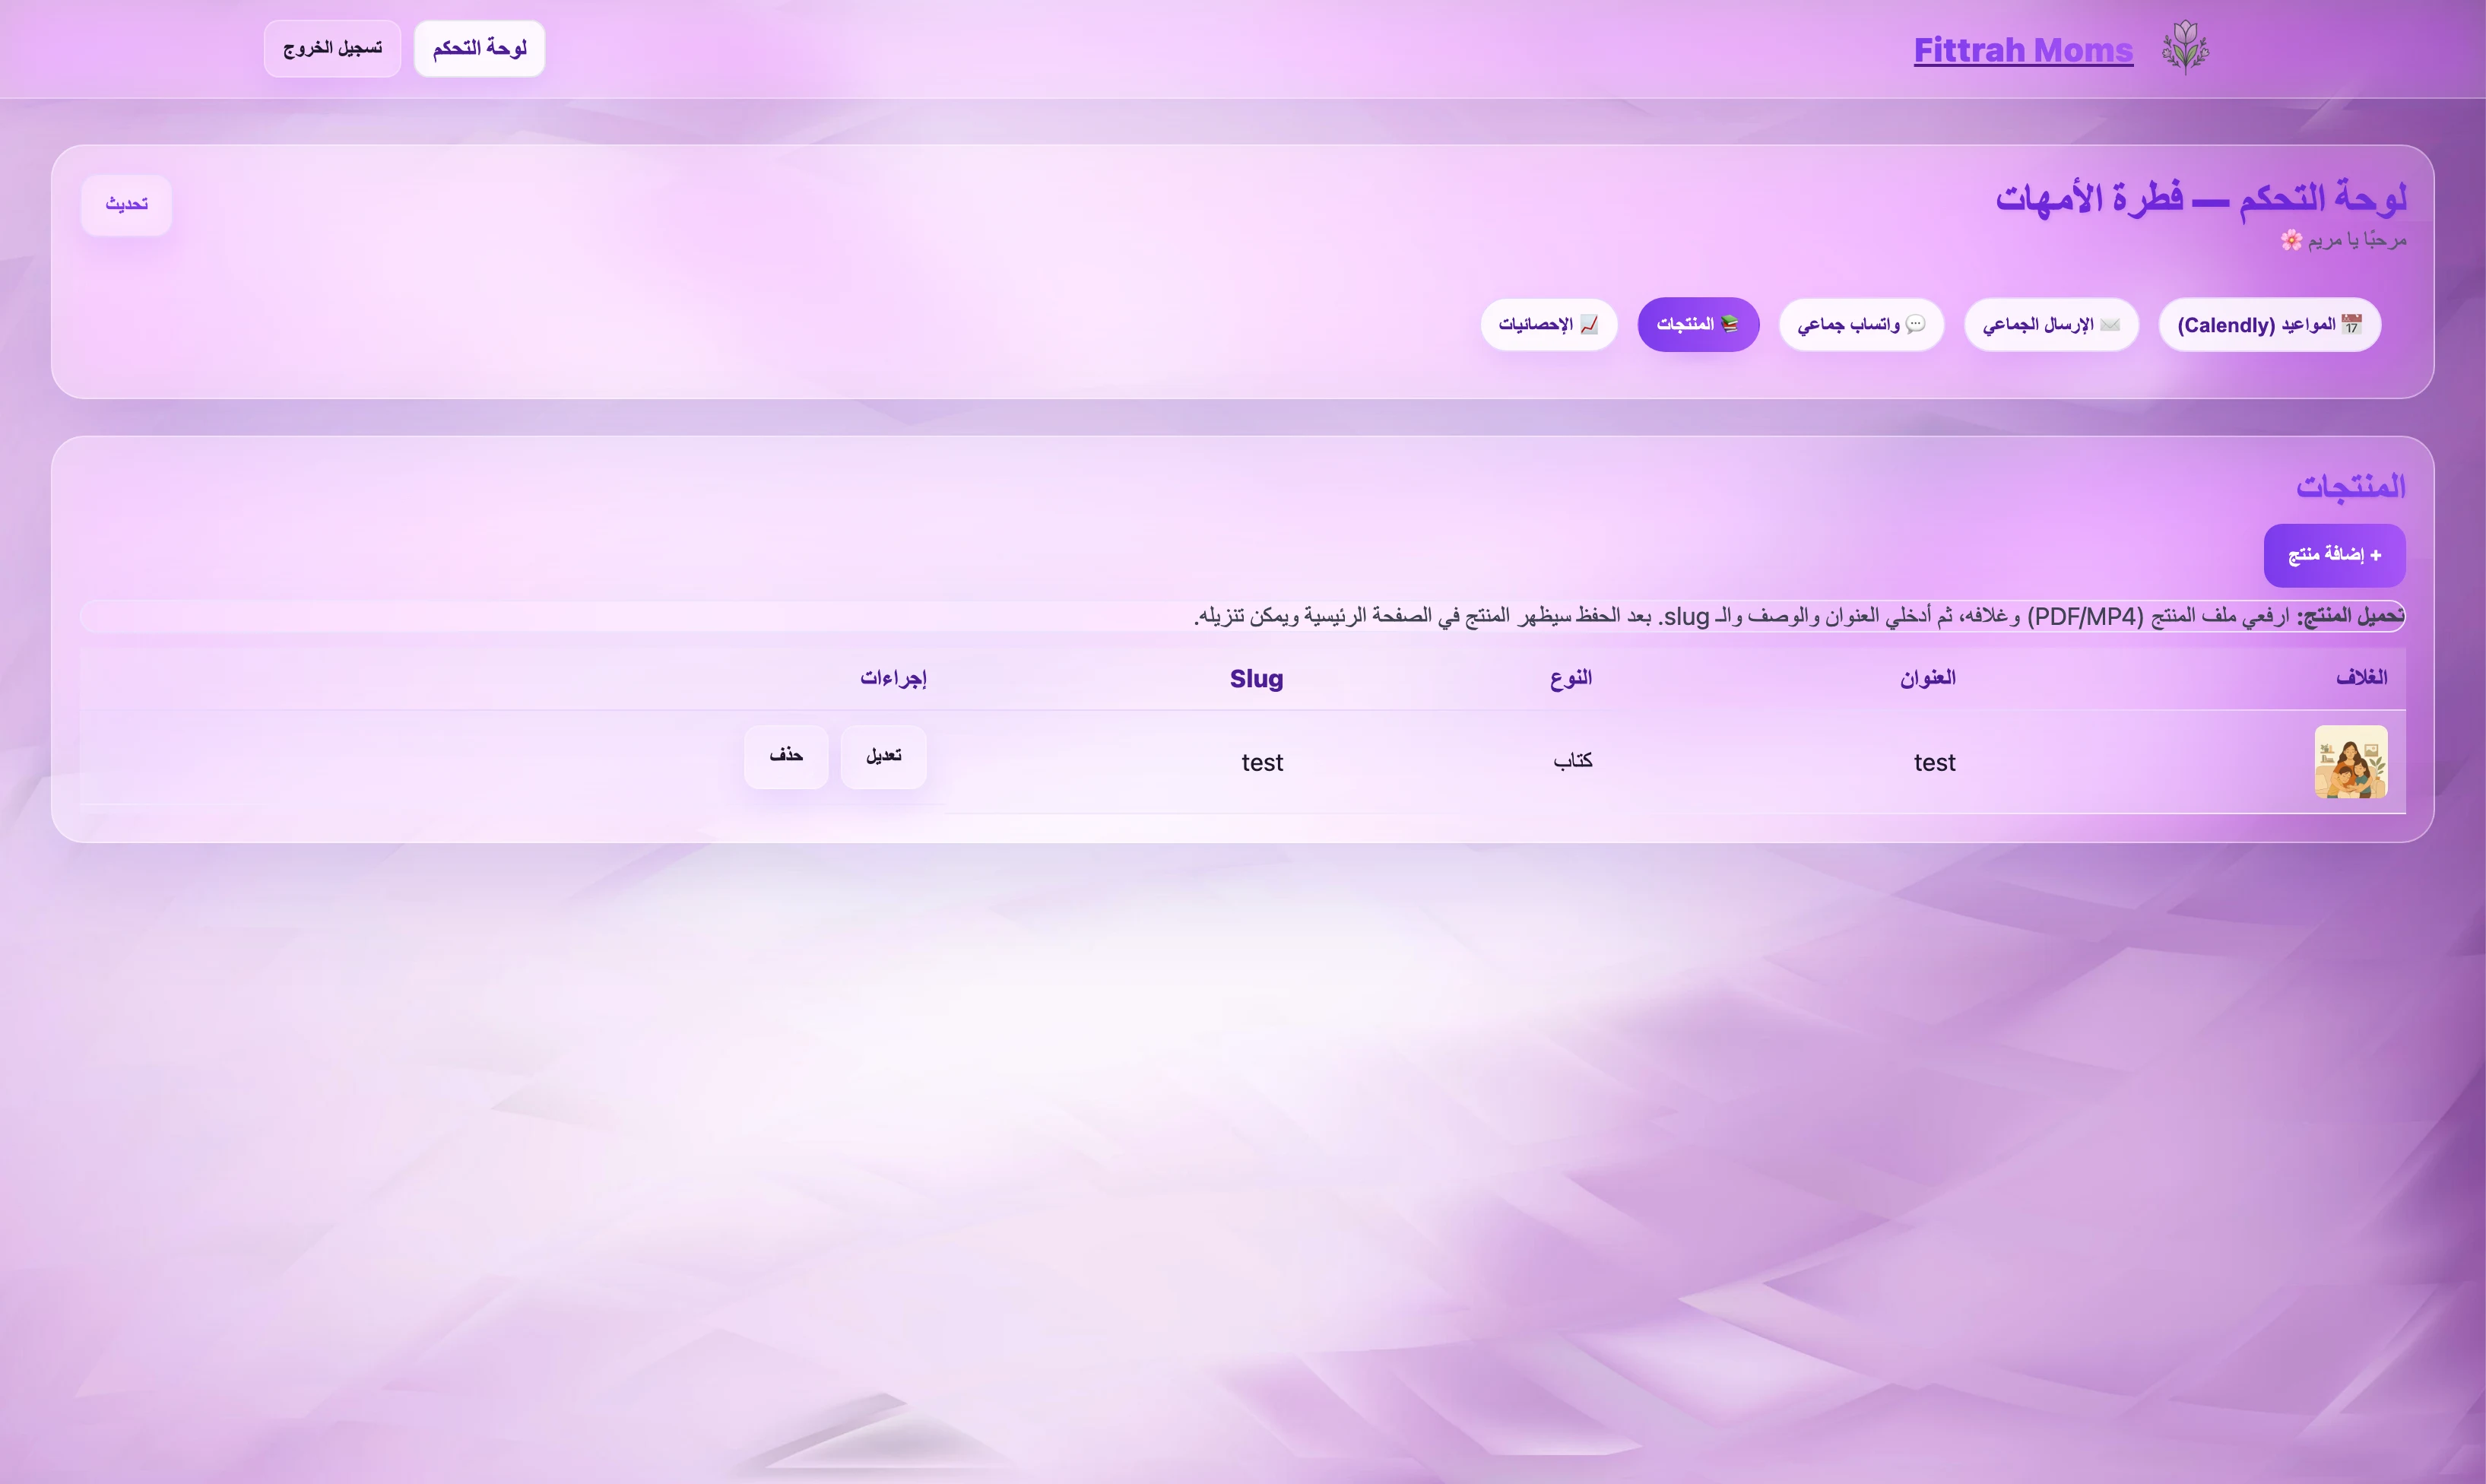 Fittrah Moms
لوحة التحكم
تسجيل الخروج
لوحة التحكم — فطرة الأمهات
مرحبًا يا مريم 🌸
تحديث
📅 المواعيد (Calendly)
✉️ الإرسال الجماعي
💬 واتساب جماعي
📚 المنتجات
📈 الإحصائيات
المنتجات
+ إضافة منتج
تحميل المنتج: ارفعي ملف المنتج (PDF/MP4) وغلافه، ثم أدخلي العنوان والوصف والـ slug. بعد الحفظ سيظهر المنتج في الصفحة الرئيسية ويمكن تنزيله.
الغلاف العنوان النوع Slug إجراءات
test كتاب test تعديل حذف